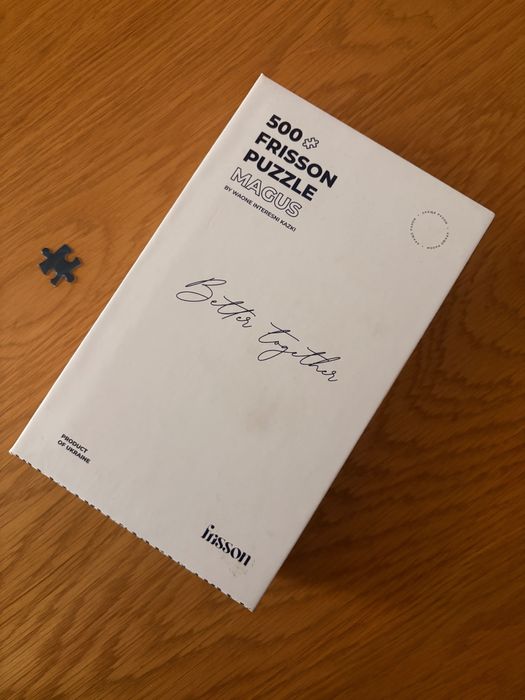 500
FRISSON
PUZZLE
MAGUS
BY WAONE INTERESNI KAZKI
Better together
PRODUCT
OF UKRAINE
frisson